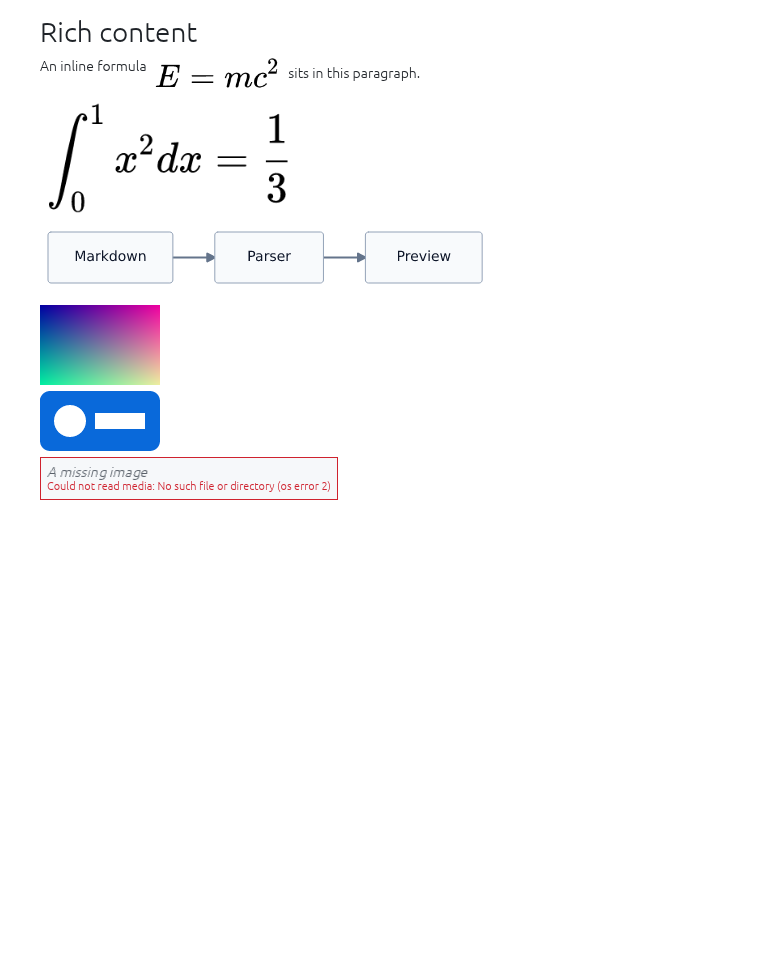 Rich content
An inline formula E = mc² sits in this paragraph.
∫₀¹ x²dx = 1/3
Markdown
Parser
Preview
A missing image
Could not read media: No such file or directory (os error 2)